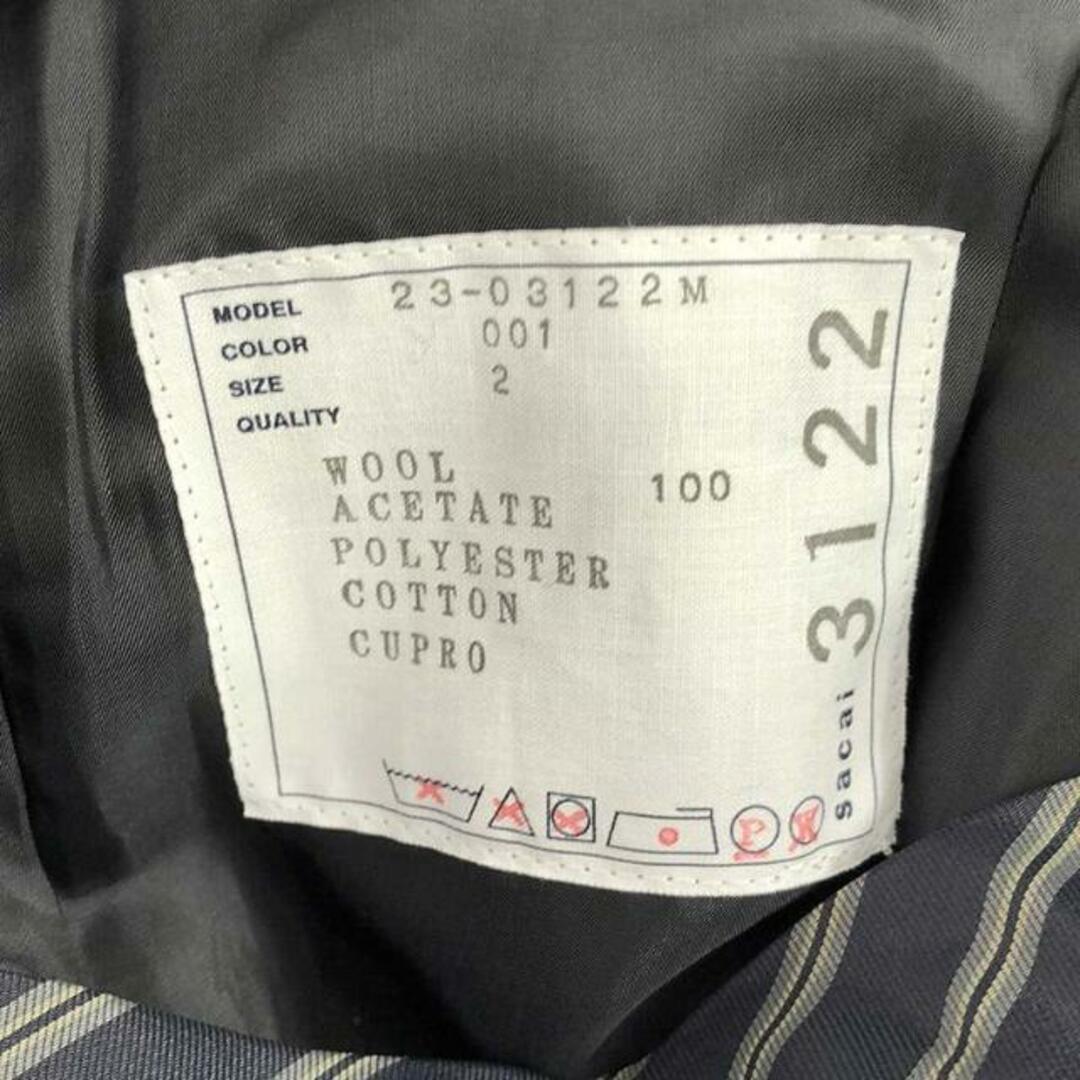 MODEL 23-03122M
COLOR 001
SIZE 2
QUALITY
WOOL 100
ACETATE
POLYESTER
COTTON
CUPRO
P
sacai 3122